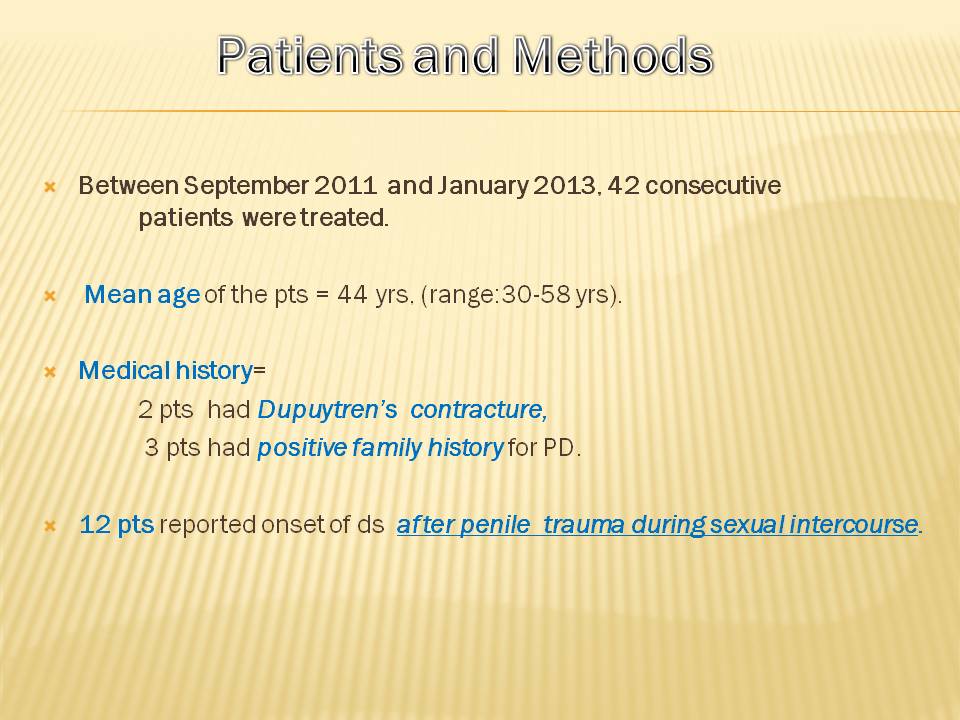 Patients and Methods
Between September 2011 and January 2013, 42 consecutive
patients were treated.
Mean age of the pts = 44 yrs. (range:30-58 yrs).
Medical history=
2 pts had Dupuytren's contracture,
3 pts had positive family history for PD.
12 pts reported onset of ds after penile trauma during sexual intercourse.